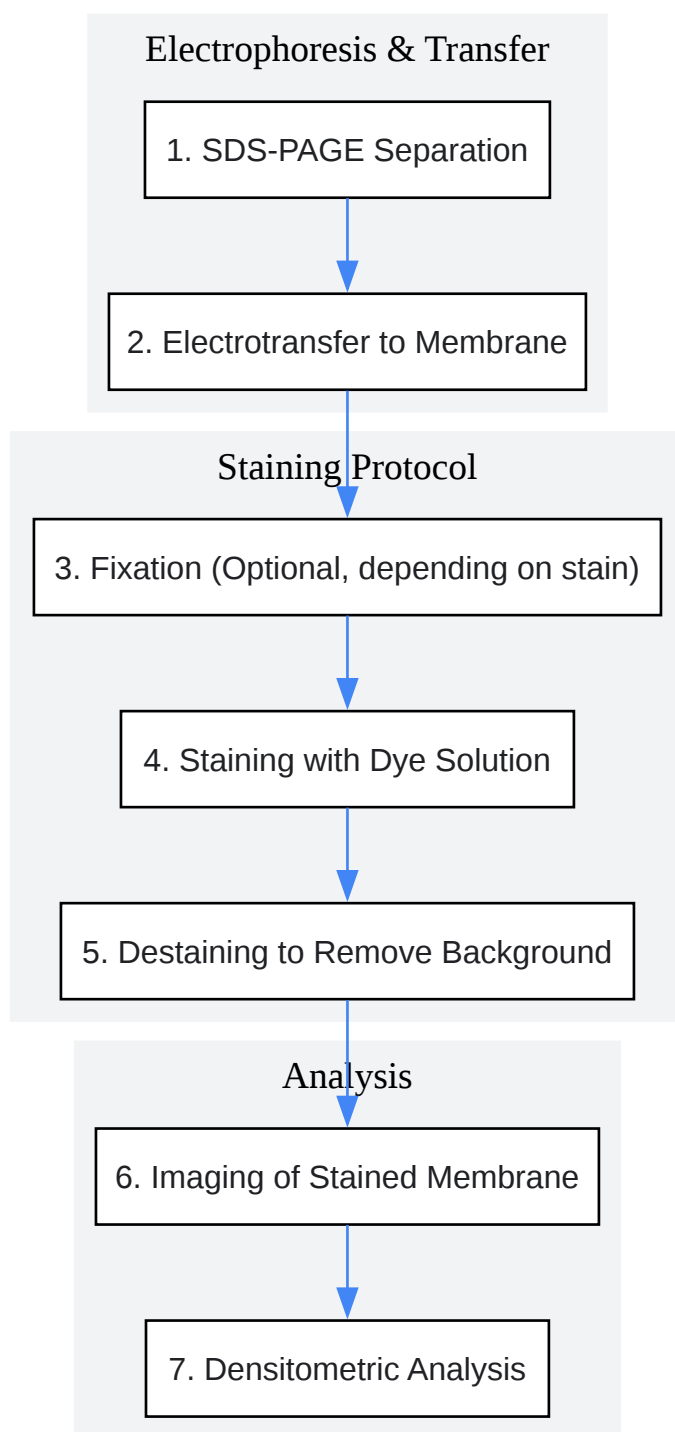 Electrophoresis & Transfer
1. SDS-PAGE Separation
2. Electrotransfer to Membrane
Staining Protocol
3. Fixation (Optional, depending on stain)
4. Staining with Dye Solution
5. Destaining to Remove Background
Analysis
6. Imaging of Stained Membrane
7. Densitometric Analysis